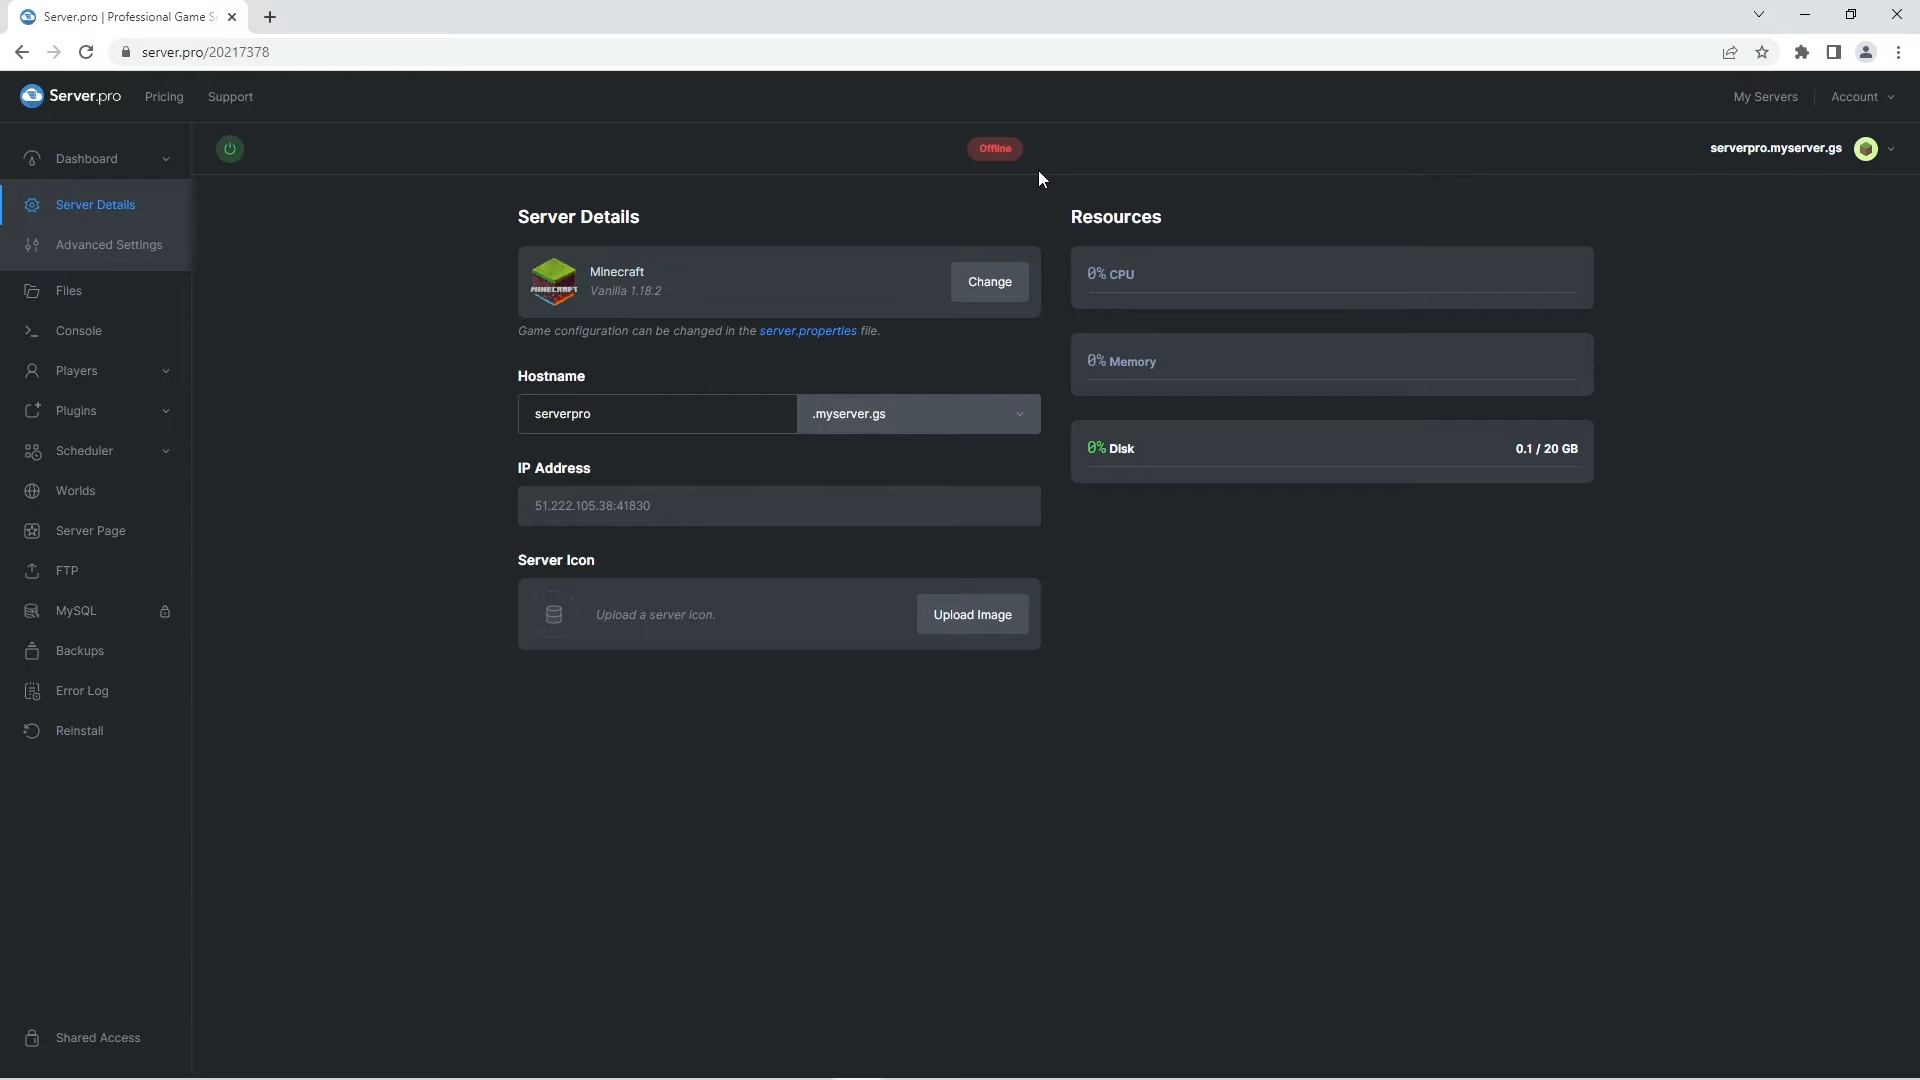 Server.pro | Professional Game S
server.pro/20217378
Server.pro
Pricing
Support
My Servers
Account
Offline
serverpro.myserver.gs
Dashboard
Server Details
Advanced Settings
Files
Console
Players
Plugins
Scheduler
Worlds
Server Page
FTP
MySQL
Backups
Error Log
Reinstall
Shared Access
Server Details
MINECRAFT
Minecraft
Vanilla 1.18.2
Change
Game configuration can be changed in the server.properties file.
Hostname
serverpro
.myserver.gs
IP Address
51.222.105.38:41830
Server Icon
Upload a server icon.
Upload Image
Resources
0% CPU
0% Memory
0% Disk
0.1 / 20 GB